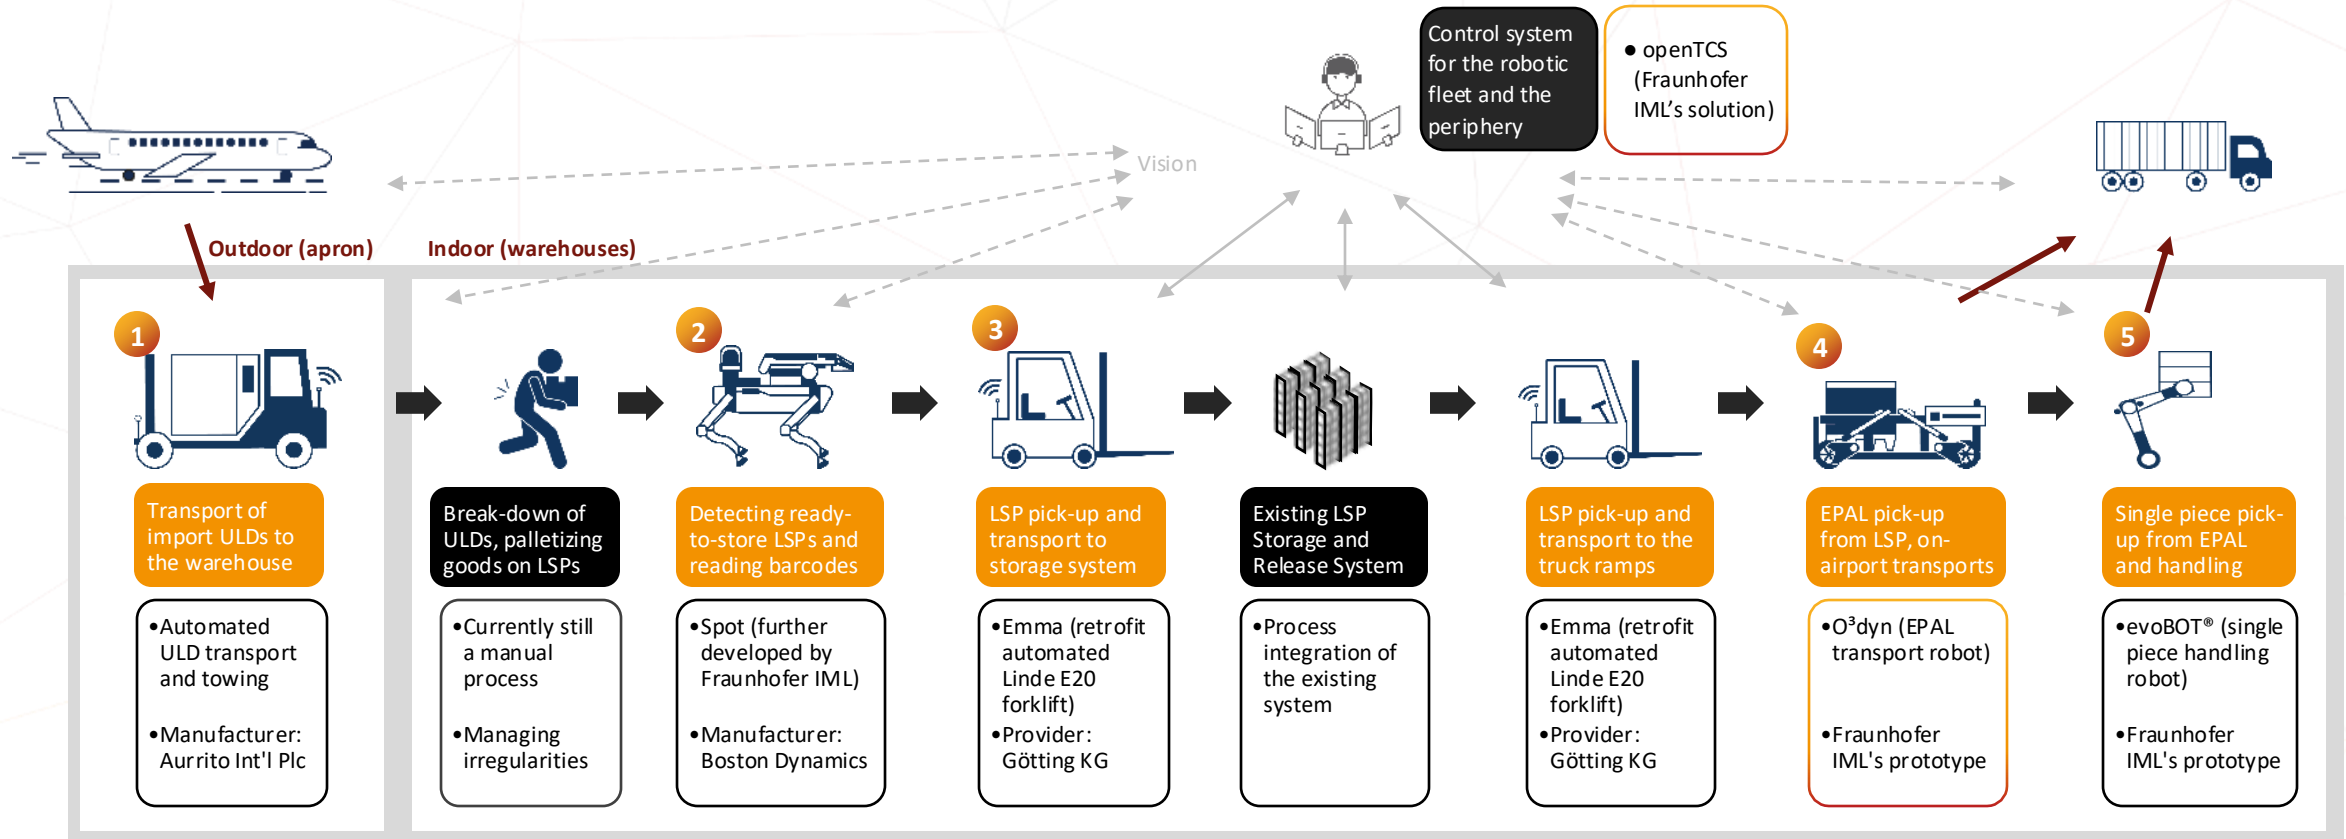 Control system
for the robotic
fleet and the
periphery
● openTCS
(Fraunhofer
IML's solution)
Vision
Outdoor (apron)
Indoor (warehouses)
1
2
3
4
5
Transport of
import ULDs to
the warehouse
•Automated
ULD transport
and towing
•Manufacturer:
Aurrito Int'l Plc
Break-down of
ULDs, palletizing
goods on LSPs
•Currently still
a manual
process
•Managing
irregularities
Detecting ready-
to-store LSPs and
reading barcodes
•Spot (further
developed by
Fraunhofer IML)
•Manufacturer:
Boston Dynamics
LSP pick-up and
transport to
storage system
•Emma (retrofit
automated
Linde E20
forklift)
•Provider:
Götting KG
Existing LSP
Storage and
Release System
•Process
integration of
the existing
system
LSP pick-up and
transport to the
truck ramps
•Emma (retrofit
automated
Linde E20
forklift)
•Provider:
Götting KG
EPAL pick-up
from LSP, on-
airport transports
•O³dyn (EPAL
transport robot)
•Fraunhofer
IML's prototype
Single piece pick-
up from EPAL
and handling
•evoBOT® (single
piece handling
robot)
•Fraunhofer
IML's prototype